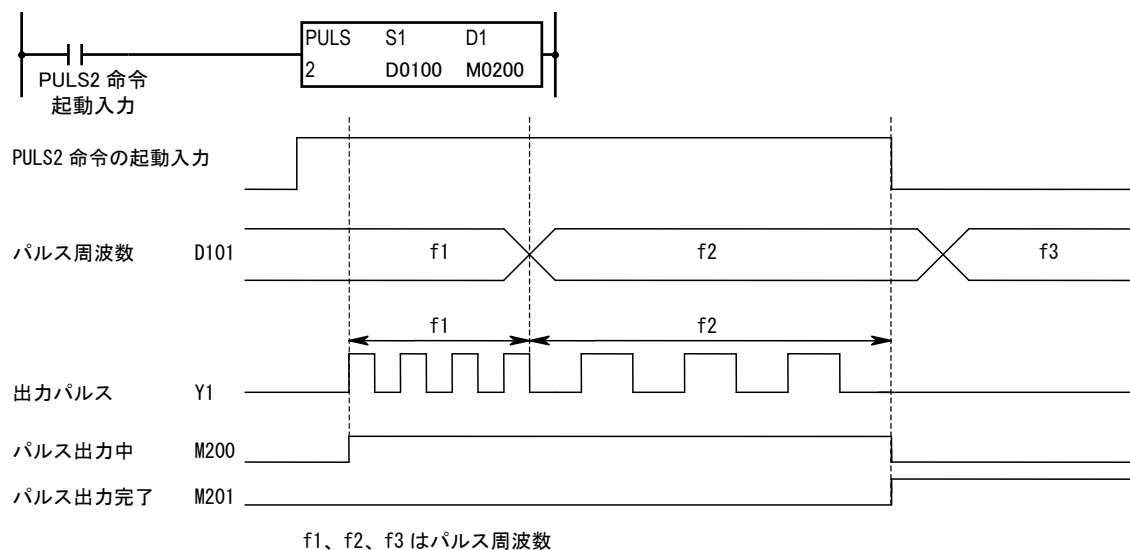 PULS S1 D1
2 D0100 M0200
PULS2 命令
起動入力
PULS2 命令の起動入力
パルス周波数 D101 f1 f2 f3
f1 f2
出力パルス Y1
パルス出力中 M200
パルス出力完了 M201
f1、f2、f3 はパルス周波数